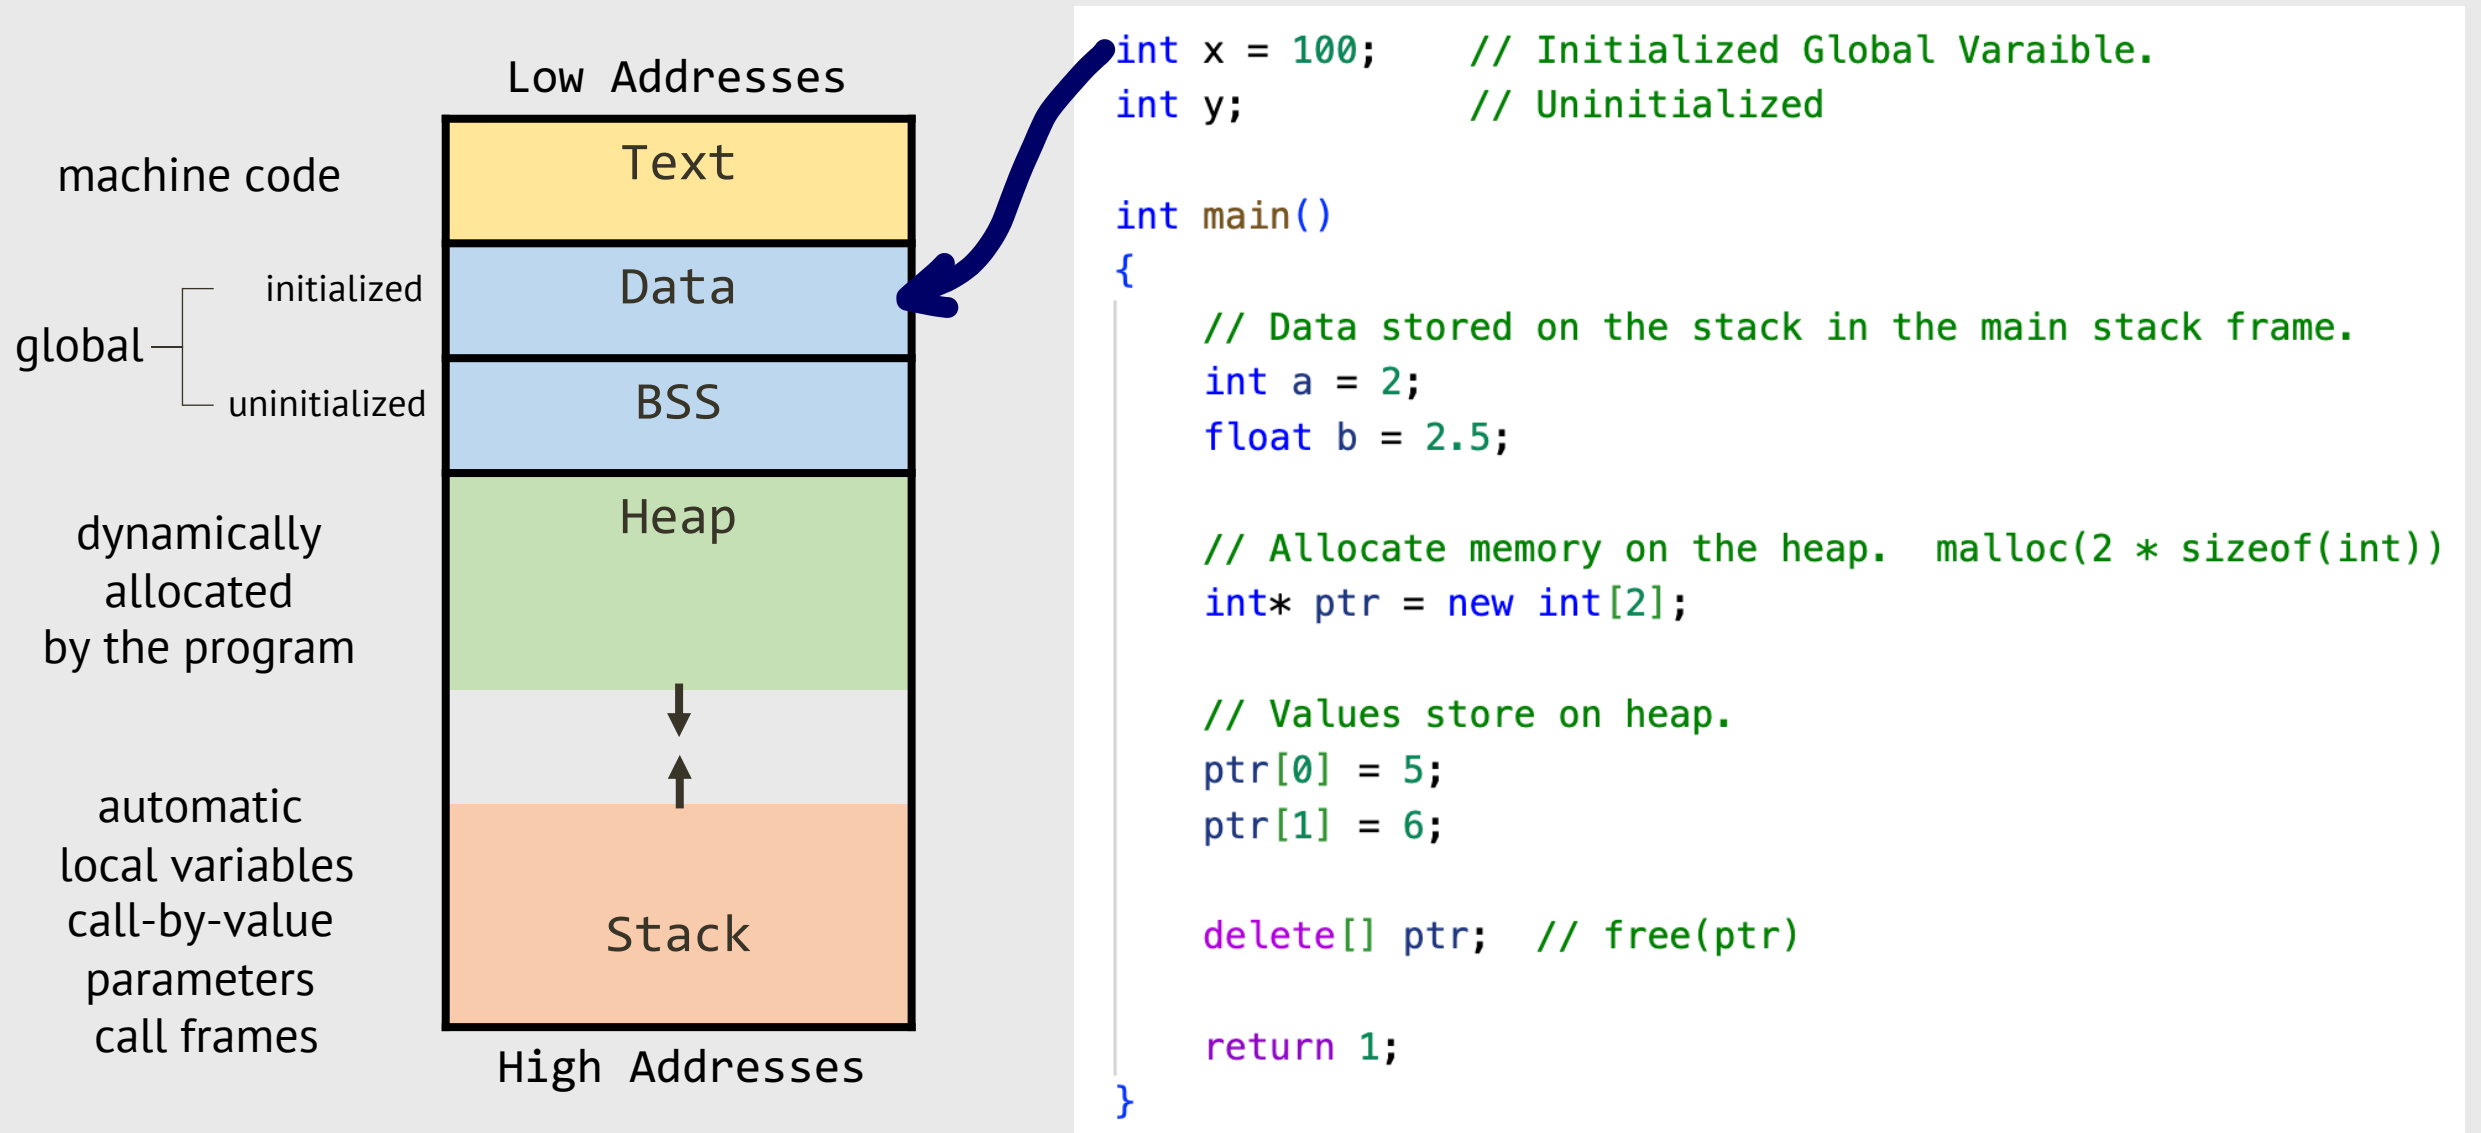 Low Addresses
Text
machine code
Data
initialized
global
BSS
uninitialized
Heap
dynamically
allocated
by the program
automatic
local variables
call-by-value
parameters
call frames
Stack
High Addresses
int x = 100;    // Initialized Global Varaible.
int y;          // Uninitialized
int main()
{
    // Data stored on the stack in the main stack frame.
    int a = 2;
    float b = 2.5;
    // Allocate memory on the heap.  malloc(2 * sizeof(int))
    int* ptr = new int[2];
    // Values store on heap.
    ptr[0] = 5;
    ptr[1] = 6;
    delete[] ptr;  // free(ptr)
    return 1;
}